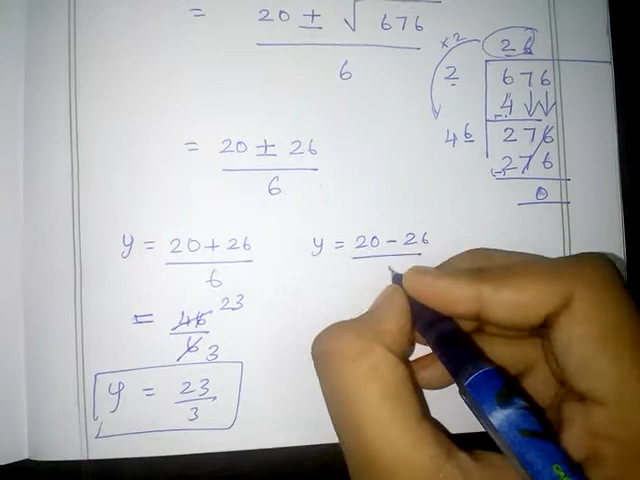 = 20 ± √676
6
×2
26
2
676
4
46
276
(-) 276
0
= 20 ± 26
6
y = 20 + 26
6
y = 20 - 26
= 46 23
6 3
y = 23
3